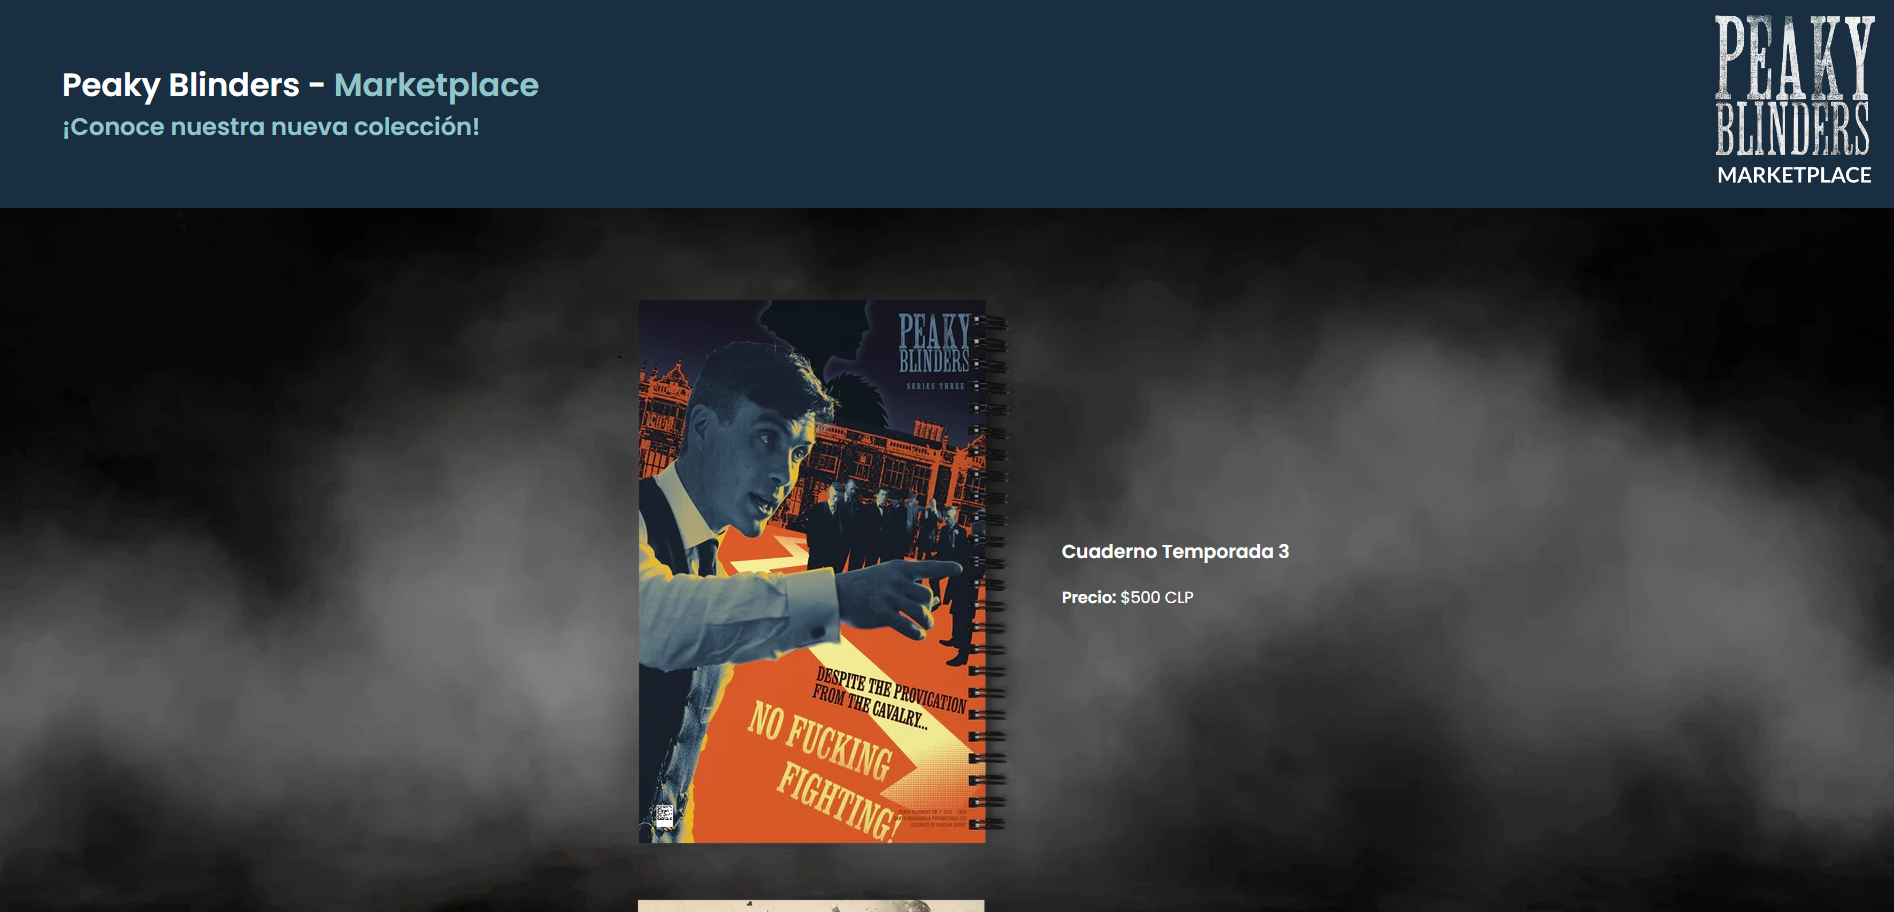 Peaky Blinders - Marketplace
¡Conoce nuestra nueva colección!
PEAKY
BLINDERS
MARKETPLACE
PEAKY
BLINDERS
SERIES THREE
Cuaderno Temporada 3
Precio: $500 CLP
DESPITE THE PROVICATION
FROM THE CAVALRY...
NO FUCKING
FIGHTING!